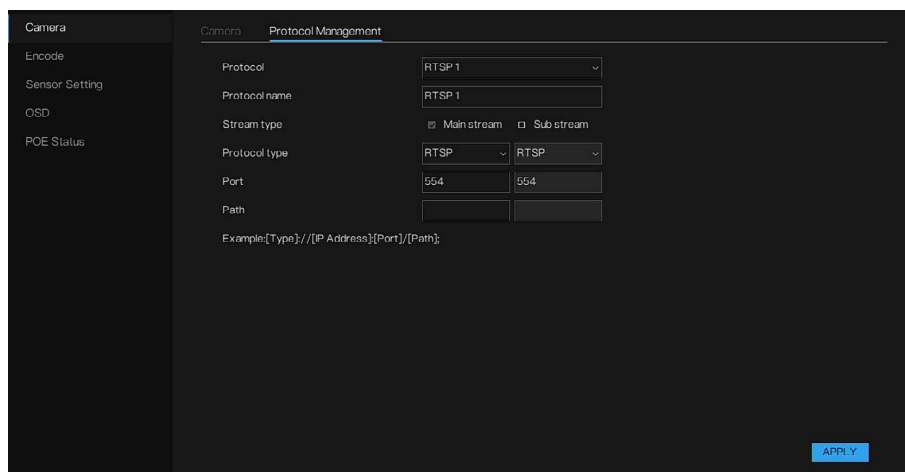 Camera
Encode
Sensor Setting
OSD
POE Status
Camera Protocol Management
Protocol RTSP 1
Protocol name RTSP 1
Stream type Main stream Sub stream
Protocol type RTSP RTSP
Port 554 554
Path
Example:[Type]://[IP Address]:[Port]/[Path];
APPLY